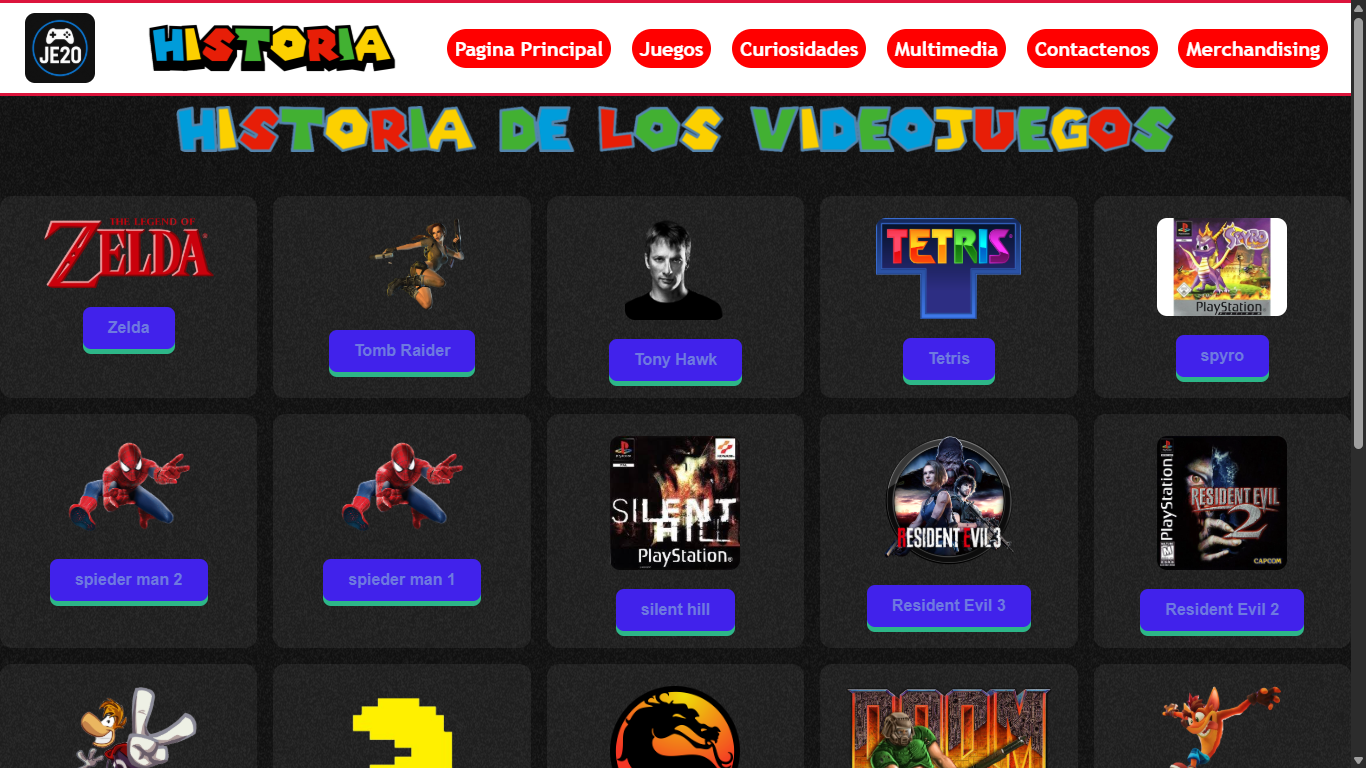 JE20
HISTORIA
Pagina Principal
Juegos
Curiosidades
Multimedia
Contactenos
Merchandising
HISTORIA DE LOS VIDEOJUEGOS
THE LEGEND OF
ZELDA
TETRIS
Spyro
PlayStation
Zelda
Tomb Raider
Tony Hawk
Tetris
spyro
SILENT
HILL
PlayStation
KONAMI
RESIDENT EVIL 3
PlayStation
RESIDENT EVIL
2
CAPCOM
spieder man 2
spieder man 1
silent hill
Resident Evil 3
Resident Evil 2
DOOM